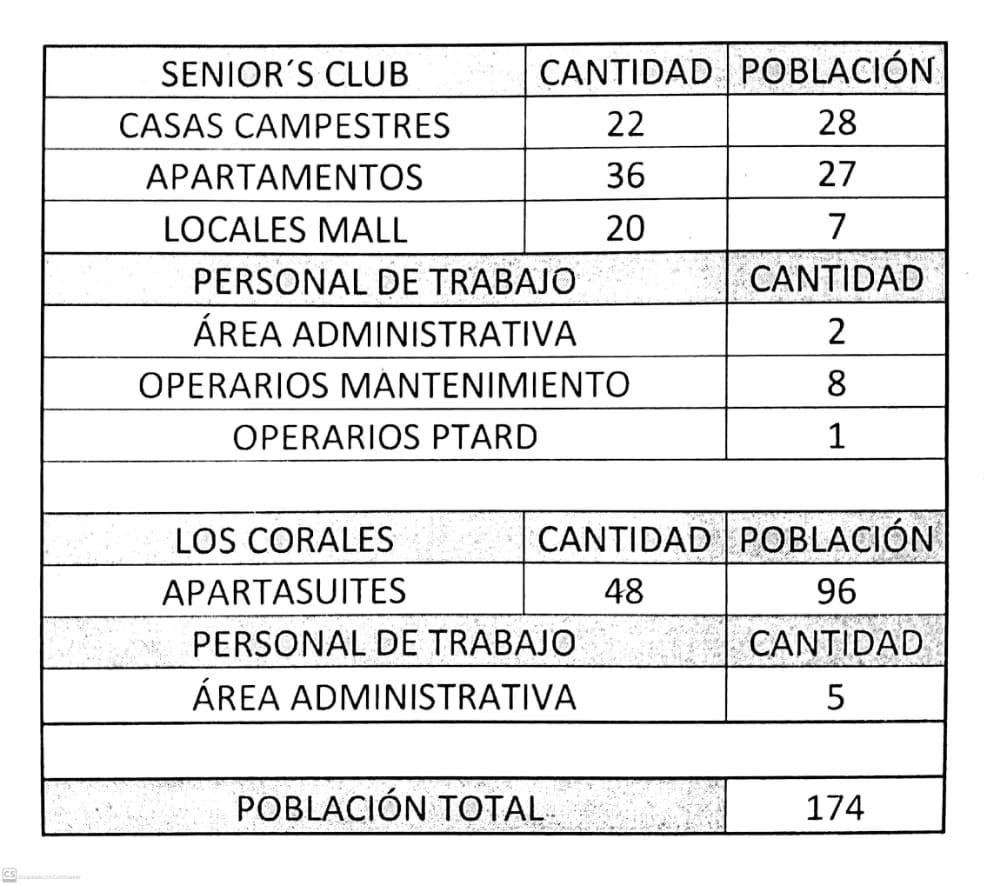 SENIOR´S CLUB CANTIDAD POBLACIÓN
CASAS CAMPESTRES 22 28
APARTAMENTOS 36 27
LOCALES MALL 20 7
PERSONAL DE TRABAJO CANTIDAD
ÁREA ADMINISTRATIVA 2
OPERARIOS MANTENIMIENTO 8
OPERARIOS PTARD 1
LOS CORALES CANTIDAD POBLACIÓN
APARTASUITES 48 96
PERSONAL DE TRABAJO CANTIDAD
ÁREA ADMINISTRATIVA 5
POBLACIÓN TOTAL 174
CS